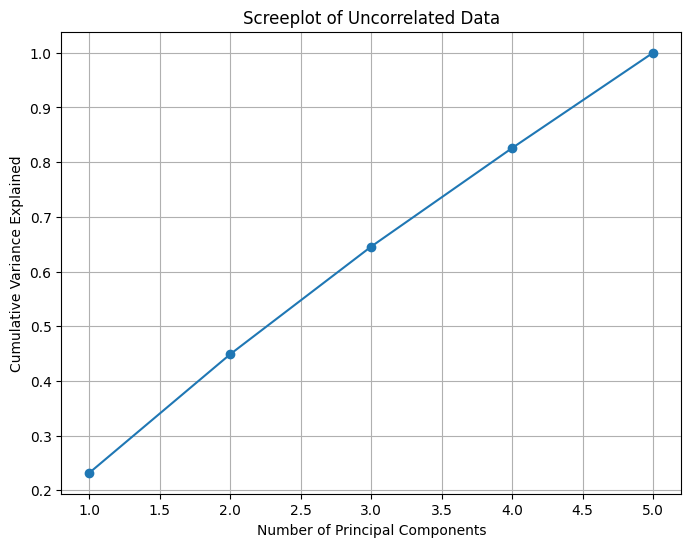 Screeplot of Uncorrelated Data
Cumulative Variance Explained
1.0
0.9
0.8
0.7
0.6
0.5
0.4
0.3
0.2
1.0 1.5 2.0 2.5 3.0 3.5 4.0 4.5 5.0
Number of Principal Components